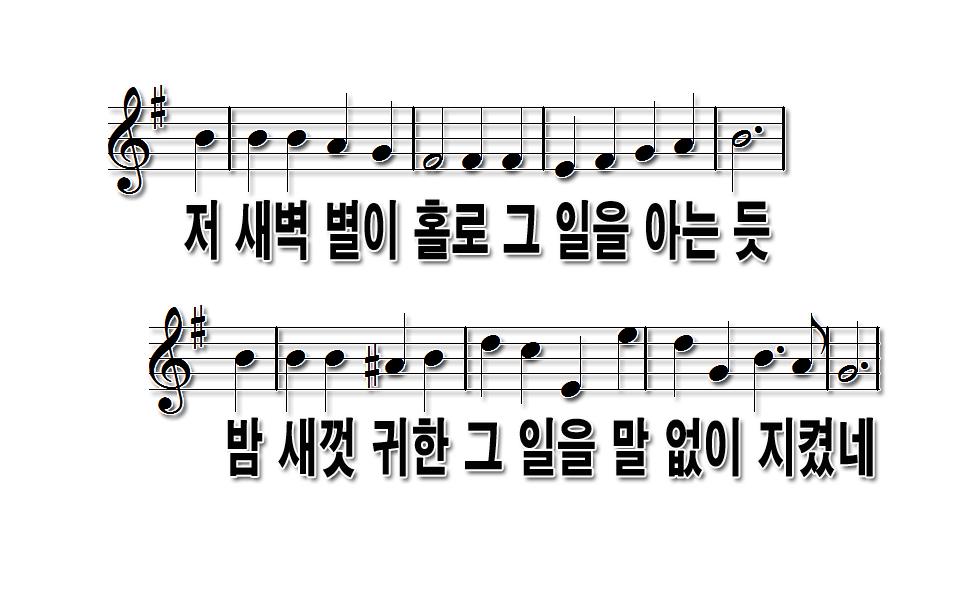 저 새벽 별이 홀로 그 일을 아는 듯
밤 새껏 귀한 그 일을 말 없이 지켰네